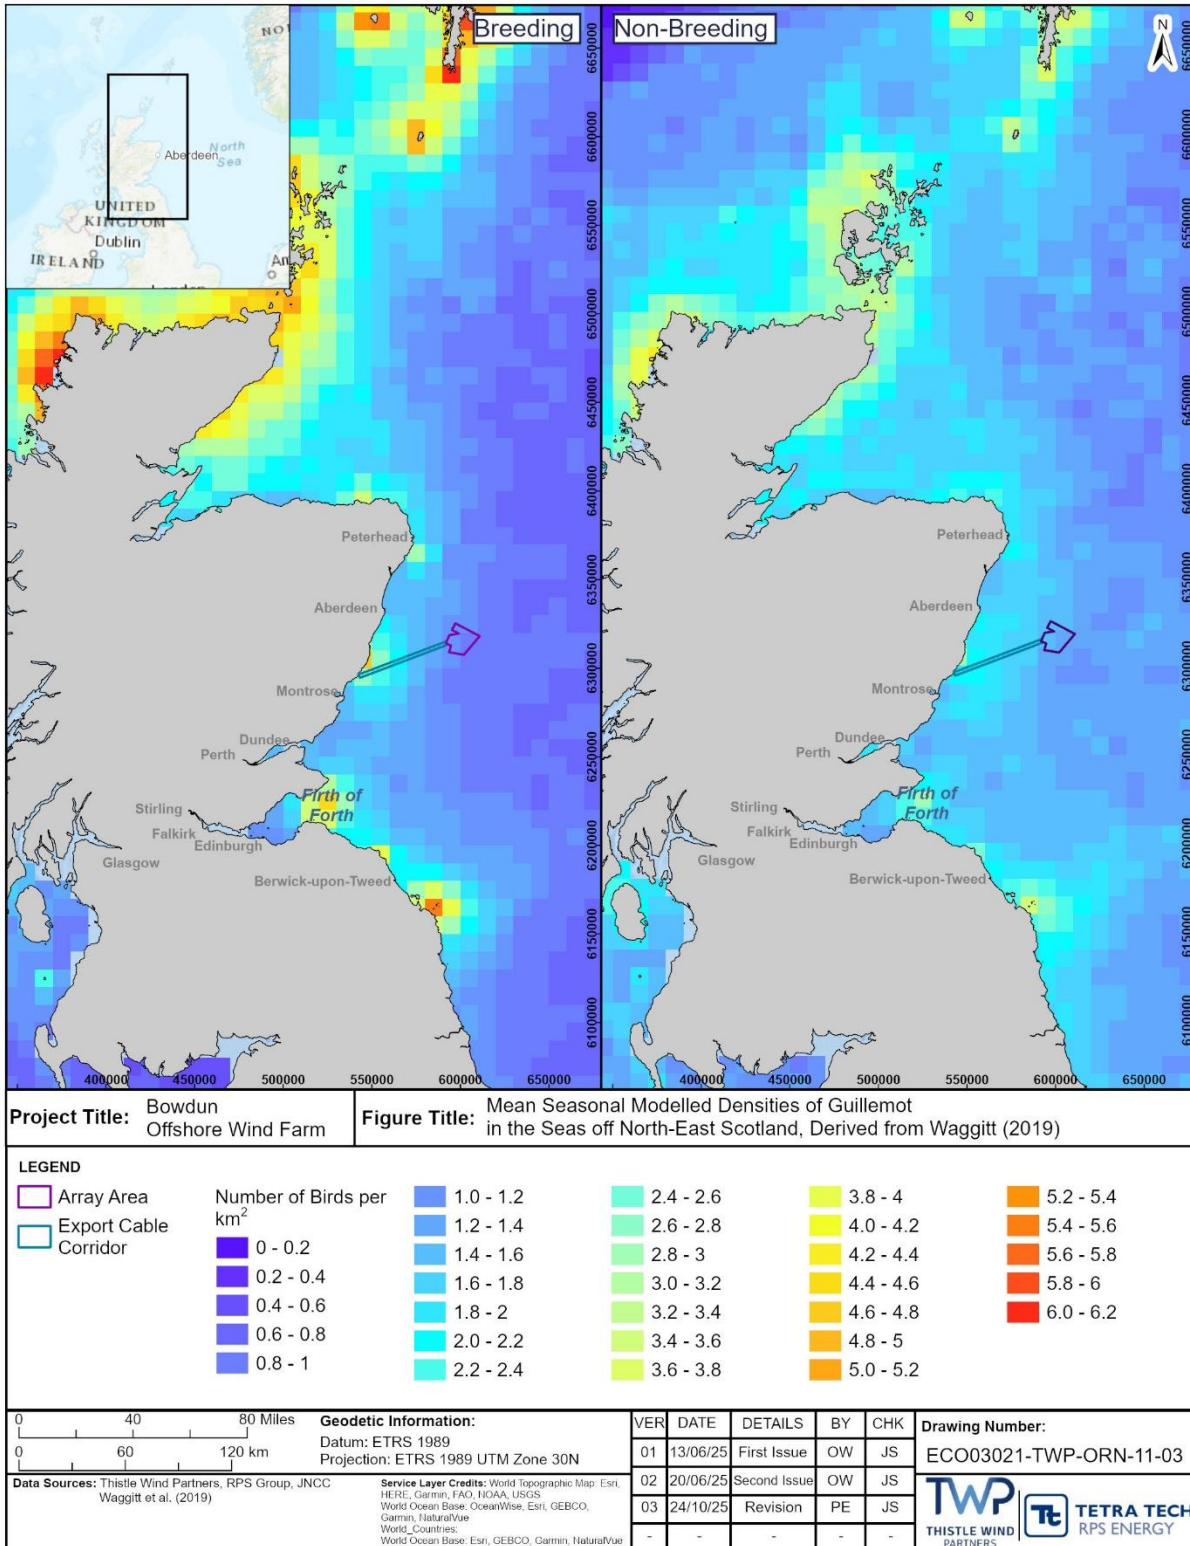 Breeding
Non-Breeding
N
NO
Aberdeen
North
Sea
UNITED
KINGDOM
Dublin
IRELAND
6650000
6600000
6550000
6500000
6450000
6400000
6350000
6300000
6250000
6200000
6150000
6100000
6650000
6600000
6550000
6500000
6450000
6400000
6350000
6300000
6250000
6200000
6150000
6100000
Peterhead
Aberdeen
Montrose
Dundee
Perth
Firth of
Forth
Stirling
Falkirk
Edinburgh
Glasgow
Berwick-upon-Tweed
Peterhead
Aberdeen
Montrose
Dundee
Perth
Firth of
Forth
Stirling
Falkirk
Edinburgh
Glasgow
Berwick-upon-Tweed
400000 450000 500000 550000 600000 650000
400000 450000 500000 550000 600000 650000
Project Title: Bowdun
Offshore Wind Farm
Figure Title: Mean Seasonal Modelled Densities of Guillemot
in the Seas off North-East Scotland, Derived from Waggitt (2019)
LEGEND
Array Area
Export Cable
Corridor
Number of Birds per
km²
0 - 0.2
0.2 - 0.4
0.4 - 0.6
0.6 - 0.8
0.8 - 1
1.0 - 1.2
1.2 - 1.4
1.4 - 1.6
1.6 - 1.8
1.8 - 2
2.0 - 2.2
2.2 - 2.4
2.4 - 2.6
2.6 - 2.8
2.8 - 3
3.0 - 3.2
3.2 - 3.4
3.4 - 3.6
3.6 - 3.8
3.8 - 4
4.0 - 4.2
4.2 - 4.4
4.4 - 4.6
4.6 - 4.8
4.8 - 5
5.0 - 5.2
5.2 - 5.4
5.4 - 5.6
5.6 - 5.8
5.8 - 6
6.0 - 6.2
0 40 80 Miles
0 60 120 km
Geodetic Information:
Datum: ETRS 1989
Projection: ETRS 1989 UTM Zone 30N
Data Sources: Thistle Wind Partners, RPS Group, JNCC
Waggitt et al. (2019)
Service Layer Credits: World Topographic Map: Esri,
HERE, Garmin, FAO, NOAA, USGS
World Ocean Base: OceanWise, Esri, GEBCO,
Garmin, NaturalVue
World_Countries:
World Ocean Base: Esri, GEBCO, Garmin, NaturalVue
VER DATE DETAILS BY CHK
01 13/06/25 First Issue OW JS
02 20/06/25 Second Issue OW JS
03 24/10/25 Revision PE JS
- - - - -
Drawing Number:
ECO03021-TWP-ORN-11-03
TWP
THISTLE WIND
PARTNERS
Tt
TETRA TECH
RPS ENERGY